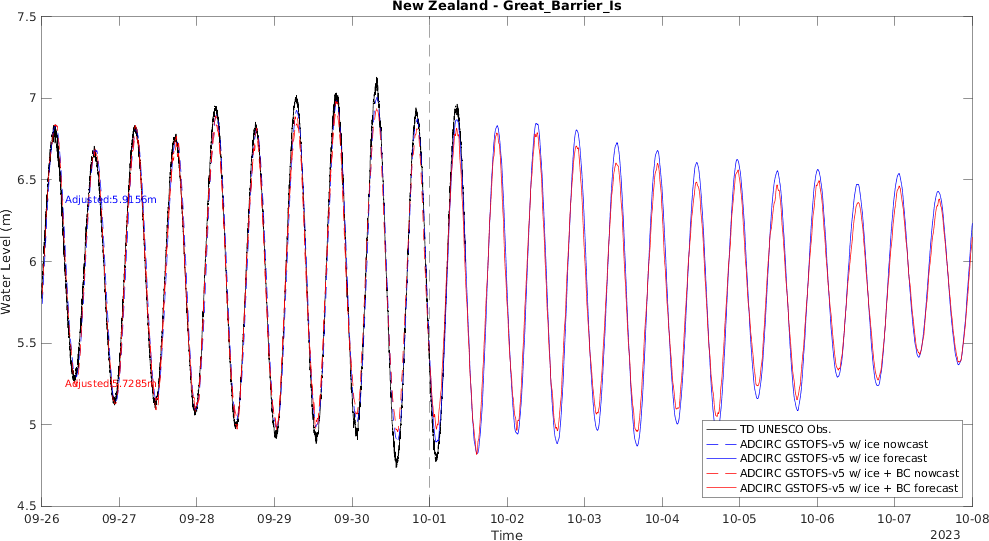 New Zealand - Great_Barrier_Is
7.5
7
6.5
6
5.5
5
4.5
Water Level (m)
Adjusted:5.9156m
Adjusted:5.7285m
TD UNESCO Obs.
ADCIRC GSTOFS-v5 w/ ice nowcast
ADCIRC GSTOFS-v5 w/ ice forecast
ADCIRC GSTOFS-v5 w/ ice + BC nowcast
ADCIRC GSTOFS-v5 w/ ice + BC forecast
09-26 09-27 09-28 09-29 09-30 10-01 10-02 10-03 10-04 10-05 10-06 10-07 10-08
Time
2023